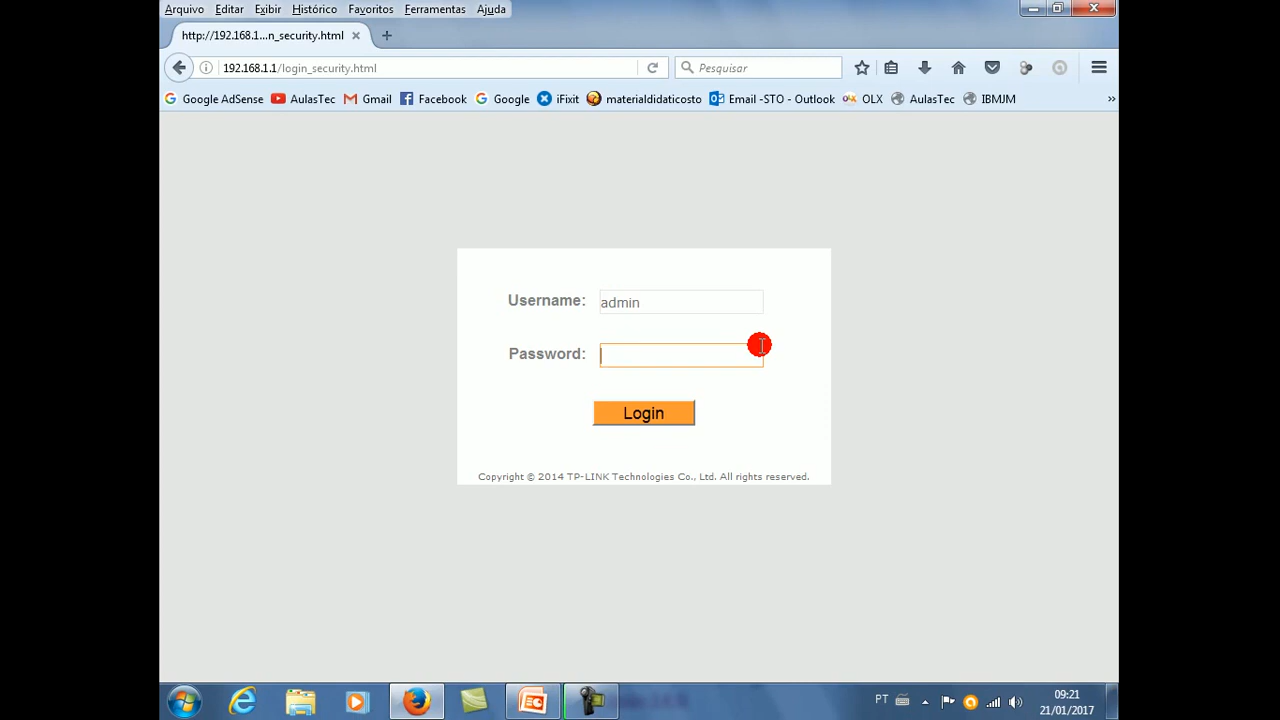 Arquivo Editar Exibir Histórico Favoritos Ferramentas Ajuda
http://192.168.1...n_security.html
192.168.1.1/login_security.html
Pesquisar
Google AdSense AulasTec Gmail Facebook Google iFixit materialdidaticosto Email -STO - Outlook OLX AulasTec IBMJM »
Username: admin
Password:
Login
Copyright © 2014 TP-LINK Technologies Co., Ltd. All rights reserved.
PT 09:21
21/01/2017